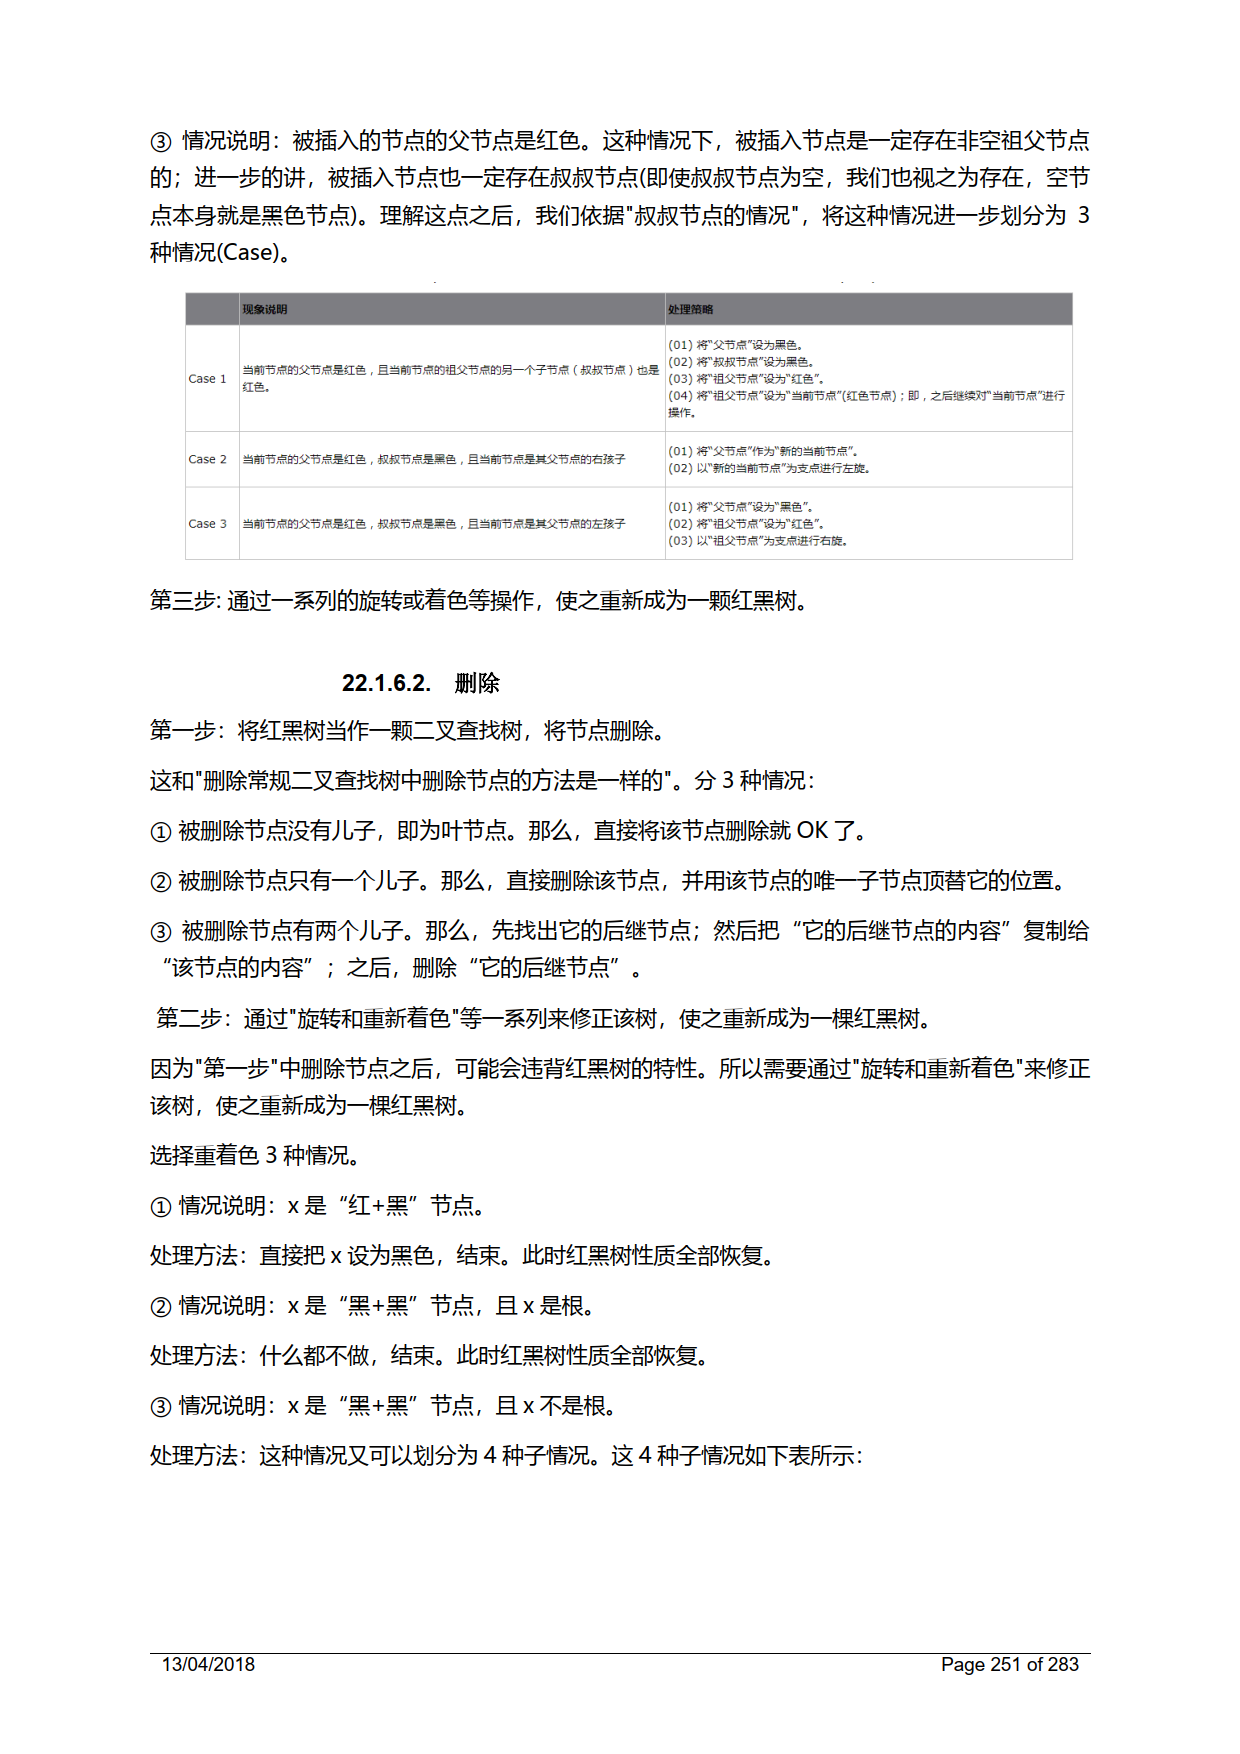 ③ 情况说明：被插入的节点的父节点是红色。这种情况下，被插入节点是一定存在非空祖父节点
的；进一步的讲，被插入节点也一定存在叔叔节点(即使叔叔节点为空，我们也视之为存在，空节
点本身就是黑色节点)。理解这点之后，我们依据"叔叔节点的情况"，将这种情况进一步划分为 3
种情况(Case)。
现象说明 处理策略
Case 1
当前节点的父节点是红色，且当前节点的祖父节点的另一个子节点（叔叔节点）也是
红色。
(01) 将“父节点”设为黑色。
(02) 将“叔叔节点”设为黑色。
(03) 将“祖父节点”设为“红色”。
(04) 将“祖父节点”设为“当前节点”(红色节点)；即，之后继续对“当前节点”进行
操作。
Case 2
当前节点的父节点是红色，叔叔节点是黑色，且当前节点是其父节点的右孩子
(01) 将“父节点”作为“新的当前节点”。
(02) 以“新的当前节点”为支点进行左旋。
Case 3
当前节点的父节点是红色，叔叔节点是黑色，且当前节点是其父节点的左孩子
(01) 将“父节点”设为“黑色”。
(02) 将“祖父节点”设为“红色”。
(03) 以“祖父节点”为支点进行右旋。
第三步: 通过一系列的旋转或着色等操作，使之重新成为一颗红黑树。
22.1.6.2. 删除
第一步：将红黑树当作一颗二叉查找树，将节点删除。
这和"删除常规二叉查找树中删除节点的方法是一样的"。分 3 种情况：
① 被删除节点没有儿子，即为叶节点。那么，直接将该节点删除就 OK 了。
② 被删除节点只有一个儿子。那么，直接删除该节点，并用该节点的唯一子节点顶替它的位置。
③ 被删除节点有两个儿子。那么，先找出它的后继节点；然后把“它的后继节点的内容”复制给
“该节点的内容”；之后，删除“它的后继节点”。
第二步：通过"旋转和重新着色"等一系列来修正该树，使之重新成为一棵红黑树。
因为"第一步"中删除节点之后，可能会违背红黑树的特性。所以需要通过"旋转和重新着色"来修正
该树，使之重新成为一棵红黑树。
选择重着色 3 种情况。
① 情况说明：x 是“红+黑”节点。
处理方法：直接把 x 设为黑色，结束。此时红黑树性质全部恢复。
② 情况说明：x 是“黑+黑”节点，且 x 是根。
处理方法：什么都不做，结束。此时红黑树性质全部恢复。
③ 情况说明：x 是“黑+黑”节点，且 x 不是根。
处理方法：这种情况又可以划分为 4 种子情况。这 4 种子情况如下表所示：
13/04/2018 Page 251 of 283